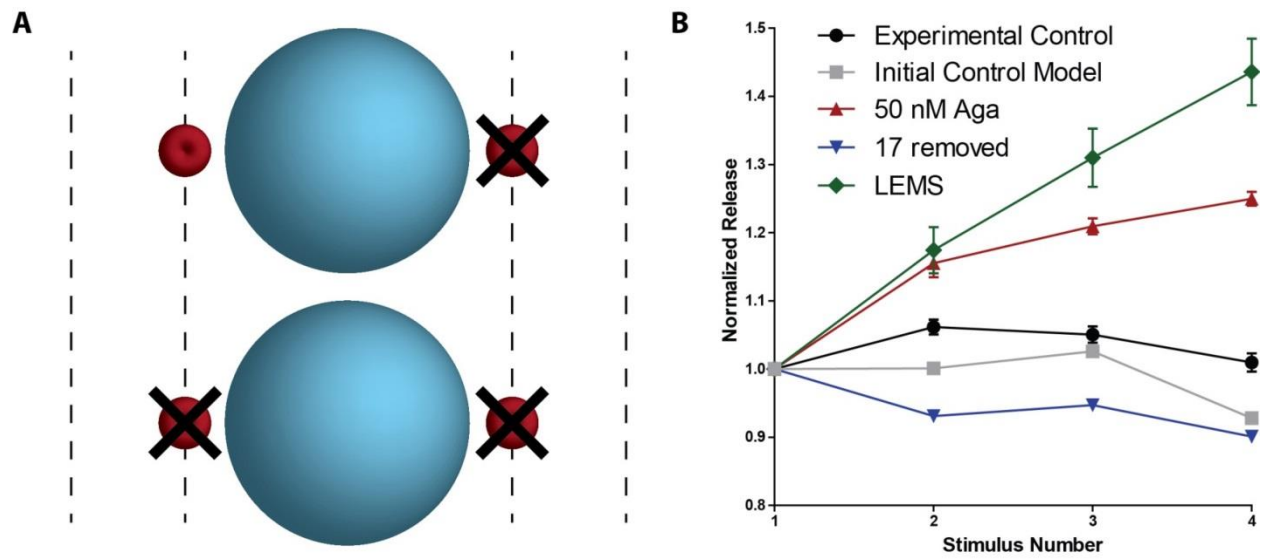 A
B
1.5
1.4
1.3
1.2
1.1
1.0
0.9
0.8
Normalized Release
Experimental Control
Initial Control Model
50 nM Aga
17 removed
LEMS
1 2 3 4
Stimulus Number